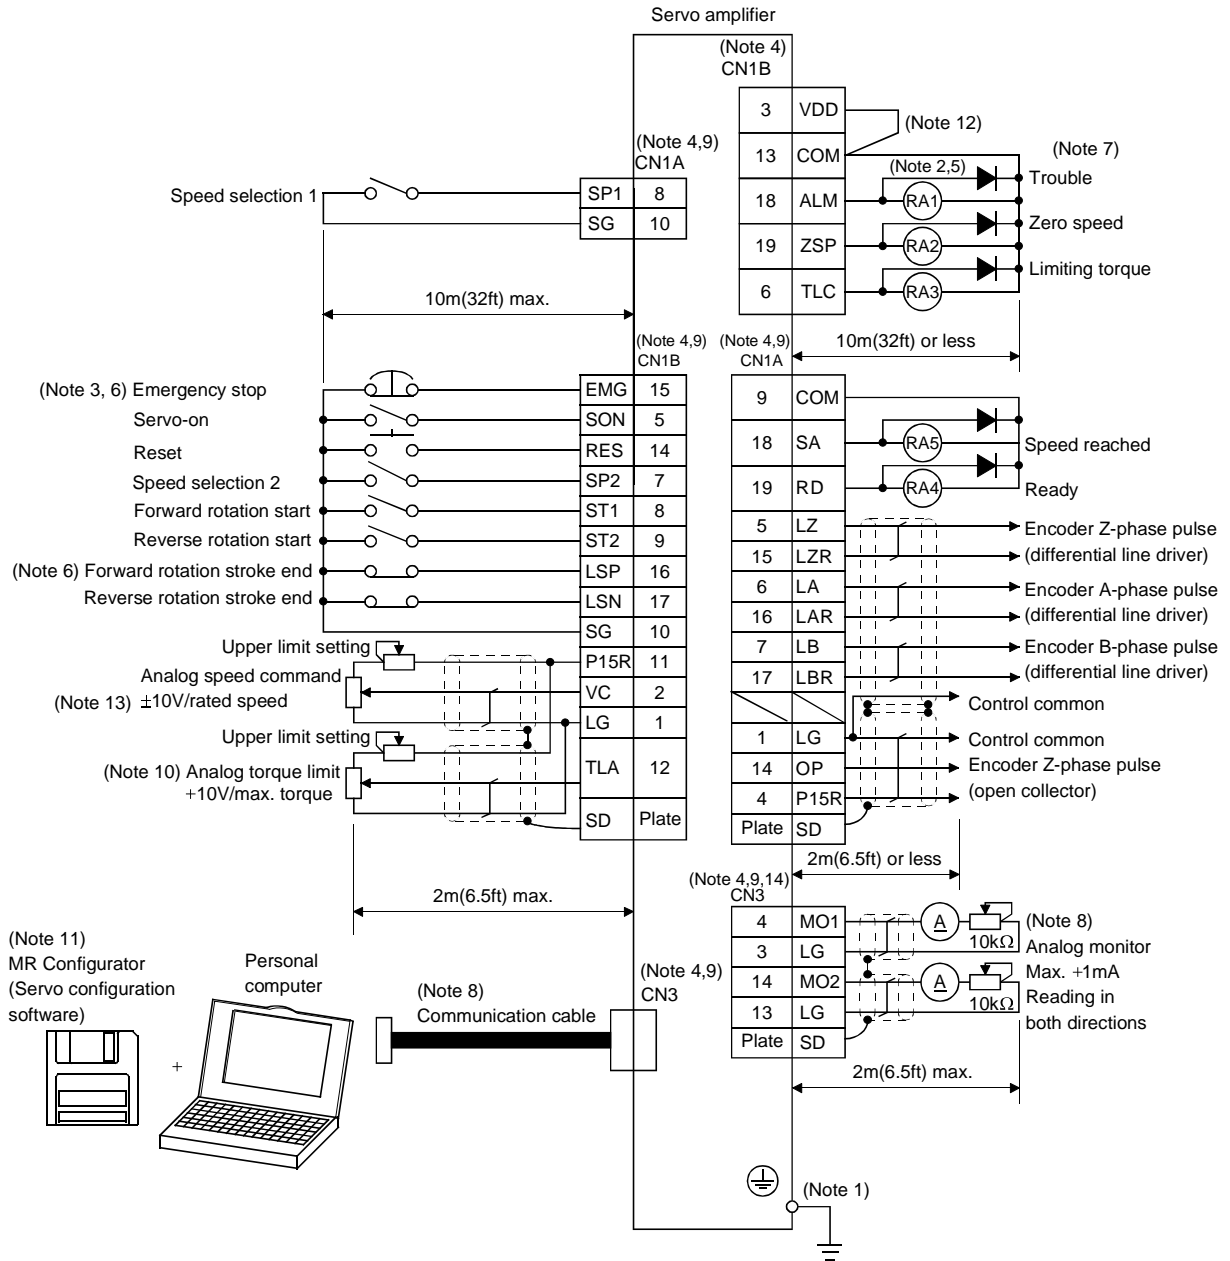 Servo amplifier
(Note 4)
CN1B
3 VDD
(Note 12)
13 COM
(Note 7)
(Note 2,5)
Trouble
18 ALM RA1
Zero speed
19 ZSP RA2
Limiting torque
6 TLC RA3
10m(32ft) or less
(Note 4,9)
CN1A
Speed selection 1
SP1 8
SG 10
10m(32ft) max.
(Note 4,9)
CN1B
(Note 3, 6) Emergency stop EMG 15
Servo-on SON 5
Reset RES 14
Speed selection 2 SP2 7
Forward rotation start ST1 8
Reverse rotation start ST2 9
(Note 6) Forward rotation stroke end LSP 16
Reverse rotation stroke end LSN 17
SG 10
Upper limit setting P15R 11
Analog speed command
VC 2
(Note 13) ±10V/rated speed
LG 1
Upper limit setting
(Note 10) Analog torque limit
TLA 12
+10V/max. torque
SD Plate
2m(6.5ft) max.
(Note 4,9)
CN1A
9 COM
18 SA RA5 Speed reached
19 RD RA4 Ready
5 LZ Encoder Z-phase pulse
15 LZR (differential line driver)
6 LA Encoder A-phase pulse
16 LAR (differential line driver)
7 LB Encoder B-phase pulse
17 LBR (differential line driver)
Control common
1 LG Control common
14 OP Encoder Z-phase pulse
4 P15R (open collector)
Plate SD
2m(6.5ft) or less
(Note 4,9,14)
CN3
4 MO1 A 10kΩ (Note 8)
3 LG Analog monitor
14 MO2 A 10kΩ Max. +1mA
13 LG Reading in
Plate SD both directions
2m(6.5ft) max.
(Note 11)
MR Configurator
(Servo configuration
software)
+
Personal
computer
(Note 8)
Communication cable
(Note 4,9)
CN3
(Note 1)